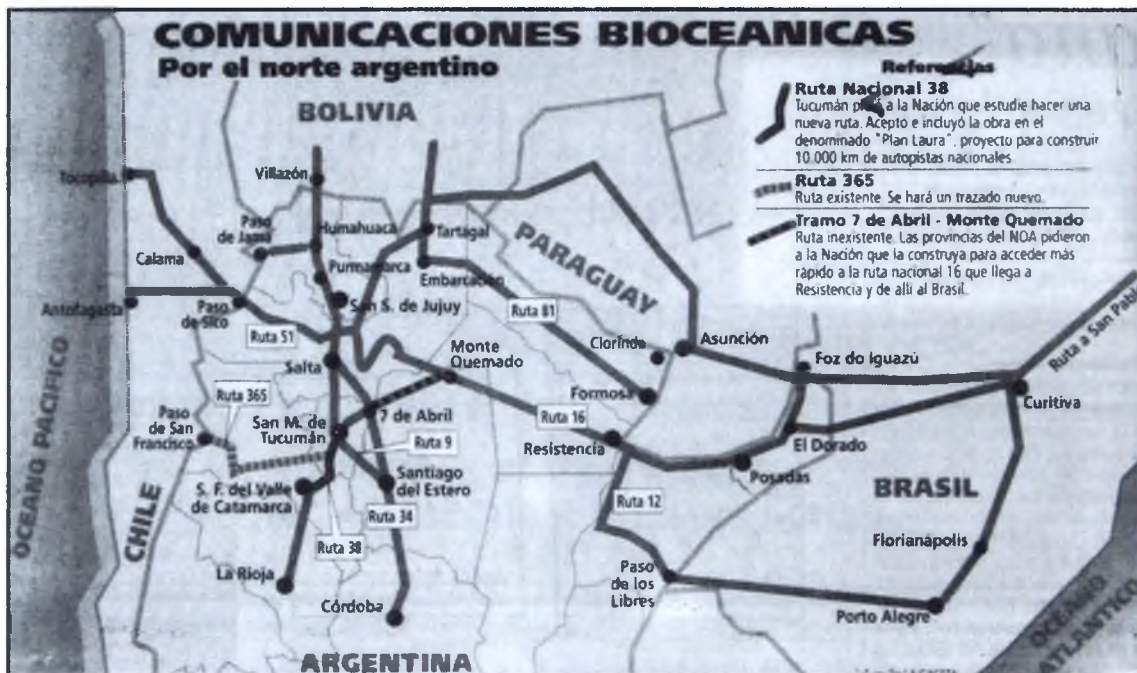 COMUNICACIONES BIOCEANICAS
Por el norte argentino
Referencias
Ruta Nacional 38
Tucumán a la Nación que estudie hacer una
nueva ruta. Acepto e incluyó la obra en el
denominado "Plan Laura", proyecto para construir
10.000 km de autopistas nacionales.
Ruta 365
Ruta existente. Se hará un trazado nuevo.
Tramo 7 de Abril - Monte Quemado
Ruta inexistente. Las provincias del NOA pidieron
a la Nación que la construya para acceder más
rápido a la ruta nacional 16 que llega a
Resistencia y de alli al Brasil.
BOLIVIA
Tocopilla
Villazón
Paso
de Jama
Humahuaca
Tartagal
PARAGUAY
Calama
Purmamarca
Embarcación
Antofagasta
Paso
de Sico
San S. de Jujuy
Ruta 51
Ruta 81
Clorinda
Asunción
Ruta a San Pablo
Salta
Monte
Quemado
Foz do Iguazú
Formosa
Curitiva
OCEANO PACIFICO
Paso
de San
Francisco
Ruta 365
San M. de
Tucumán
7 de Abril
Ruta 16
Ruta 9
Resistencia
El Dorado
Posadas
BRASIL
S. F. del Valle
de Catamarca
Santiago
del Estero
Ruta 12
CHILE
Ruta 34
Ruta 38
Florianápolis
La Rioja
Paso
de los
Libres
Córdoba
Porto Alegre
OCEANO
ATLÁNTICO
ARGENTINA